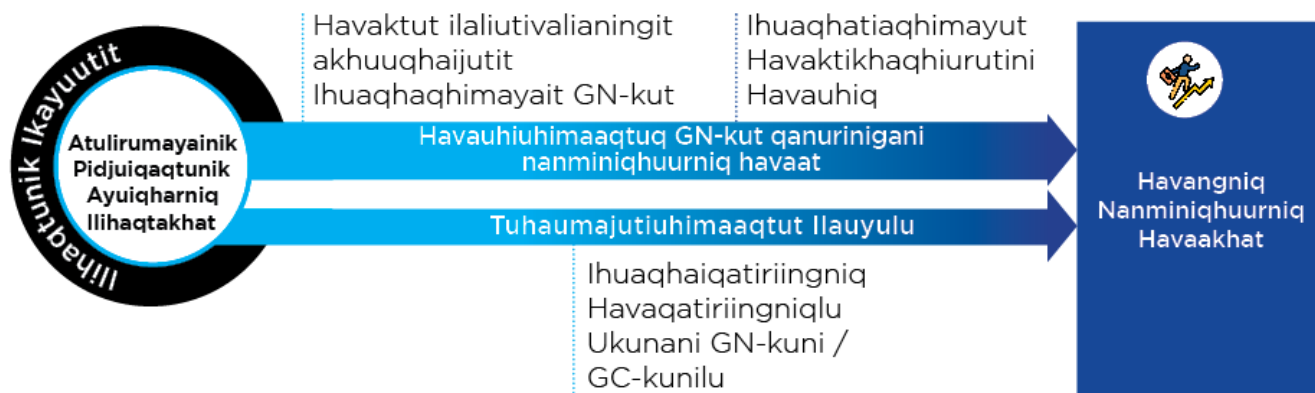 Ilihaqtunik Ikayuutit
Atulirumayainik
Pidjuiqaqtunik
Ayuiqharniq
Ilihaqtakhat
Havaktut ilaliutivalianingit
akhuuqhaijutit
Ihuaqhaqhimayait GN-kut
Ihuaqhatiaqhimayut
Havaktikhaqhiurutini
Havauhiq
Havauhiuhimaaqtuq GN-kut qanurinigani
nanminiqhuurniq havaat
Tuhaumajutiuhimaaqtut Ilauyulu
Ihuaqhaiqatiriingniq
Havaqatiriingniqlu
Ukunani GN-kuni /
GC-kunilu
Havangniq
Nanminiqhuurniq
Havaakhat